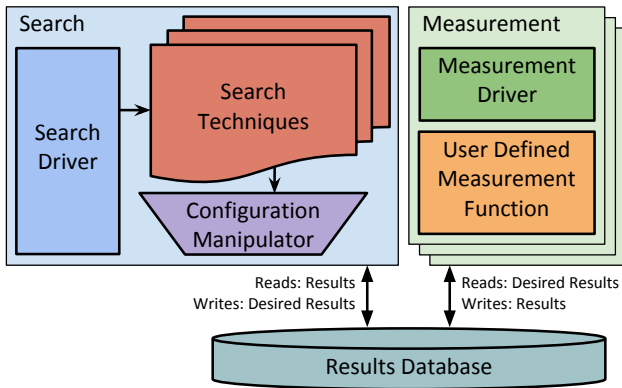 Search
Search
Driver
Search
Techniques
Configuration
Manipulator
Measurement
Measurement
Driver
User Defined
Measurement
Function
Reads: Results
Writes: Desired Results
Reads: Desired Results
Writes: Results
Results Database